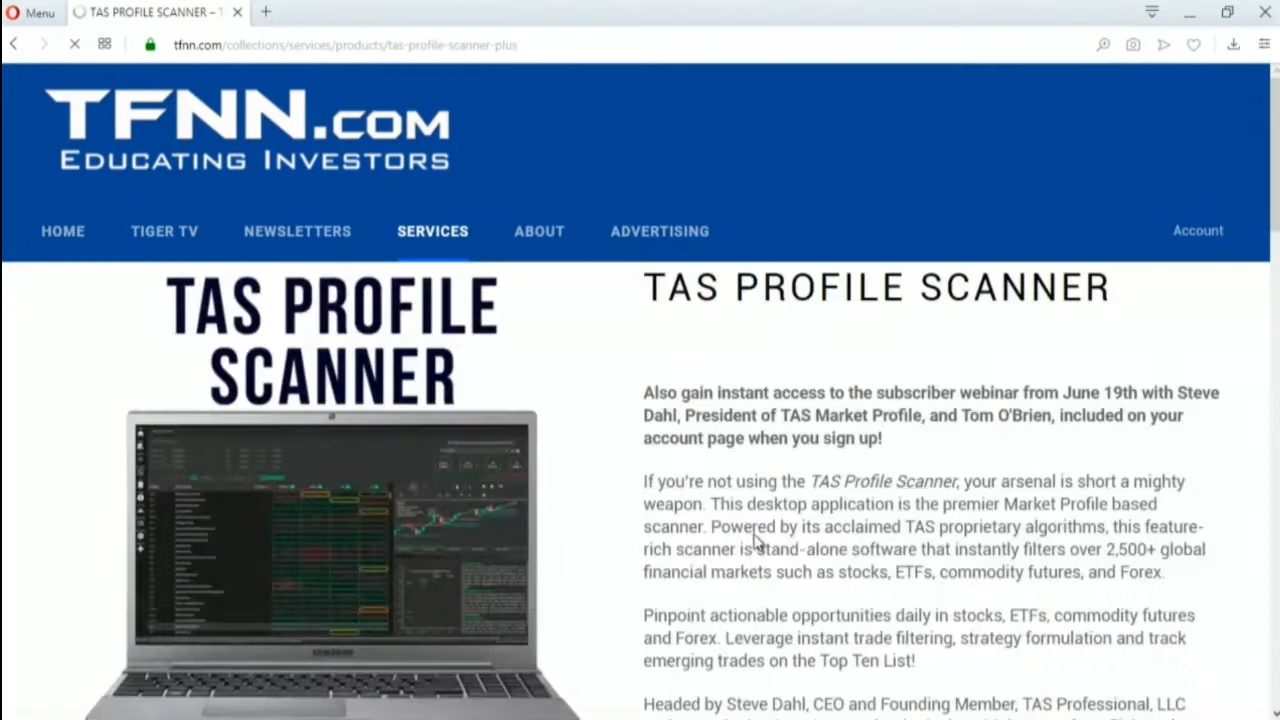 Menu
TAS PROFILE SCANNER –
tfnn.com/collections/services/products/tas-profile-scanner-plus
TFNN.COM
EDUCATING INVESTORS
HOME TIGER TV NEWSLETTERS SERVICES ABOUT ADVERTISING Account
TAS PROFILE
SCANNER
TAS PROFILE SCANNER
Also gain instant access to the subscriber webinar from June 19th with Steve
Dahl, President of TAS Market Profile, and Tom O'Brien, included on your
account page when you sign up!
If you're not using the TAS Profile Scanner, your arsenal is short a mighty
weapon. This desktop application is the premier Market Profile based
scanner. Powered by its acclaimed TAS proprietary algorithms, this feature-
rich scanner is stand-alone software that instantly filters over 2,500+ global
financial markets such as stocks, ETFs, commodity futures, and Forex.
Pinpoint actionable opportunities daily in stocks, ETFs, commodity futures
and Forex. Leverage instant trade filtering, strategy formulation and track
emerging trades on the Top Ten List!
Headed by Steve Dahl, CEO and Founding Member, TAS Professional, LLC